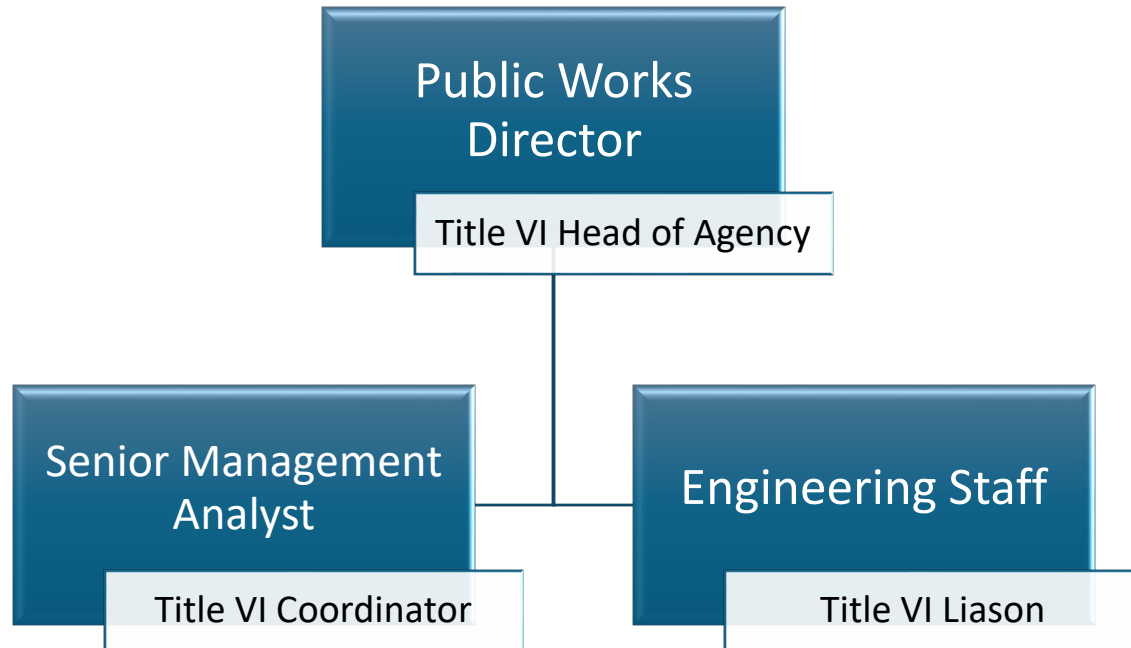 Public Works
Director
Title VI Head of Agency
Senior Management
Analyst
Title VI Coordinator
Engineering Staff
Title VI Liason